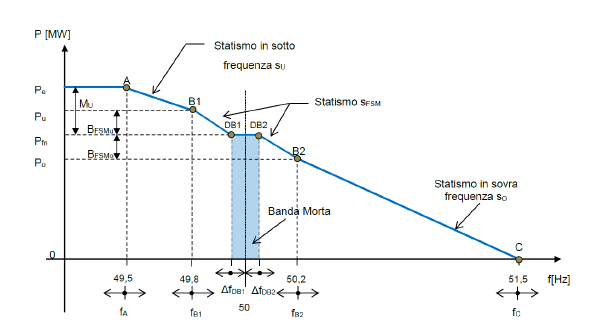 P [MW]
Statismo in sotto
frequenza sU
A
Pe
MU
B1
Statismo sFSM
Pu
BFSMu
DB1 DB2
Pfn
BFSMo
B2
Po
Statismo in sovra
frequenza sO
Banda Morta
C
0
49,5 49,8 ΔfDB1 50 ΔfDB2 50,2 51,5 f[Hz]
fA fB1 fB2 fC